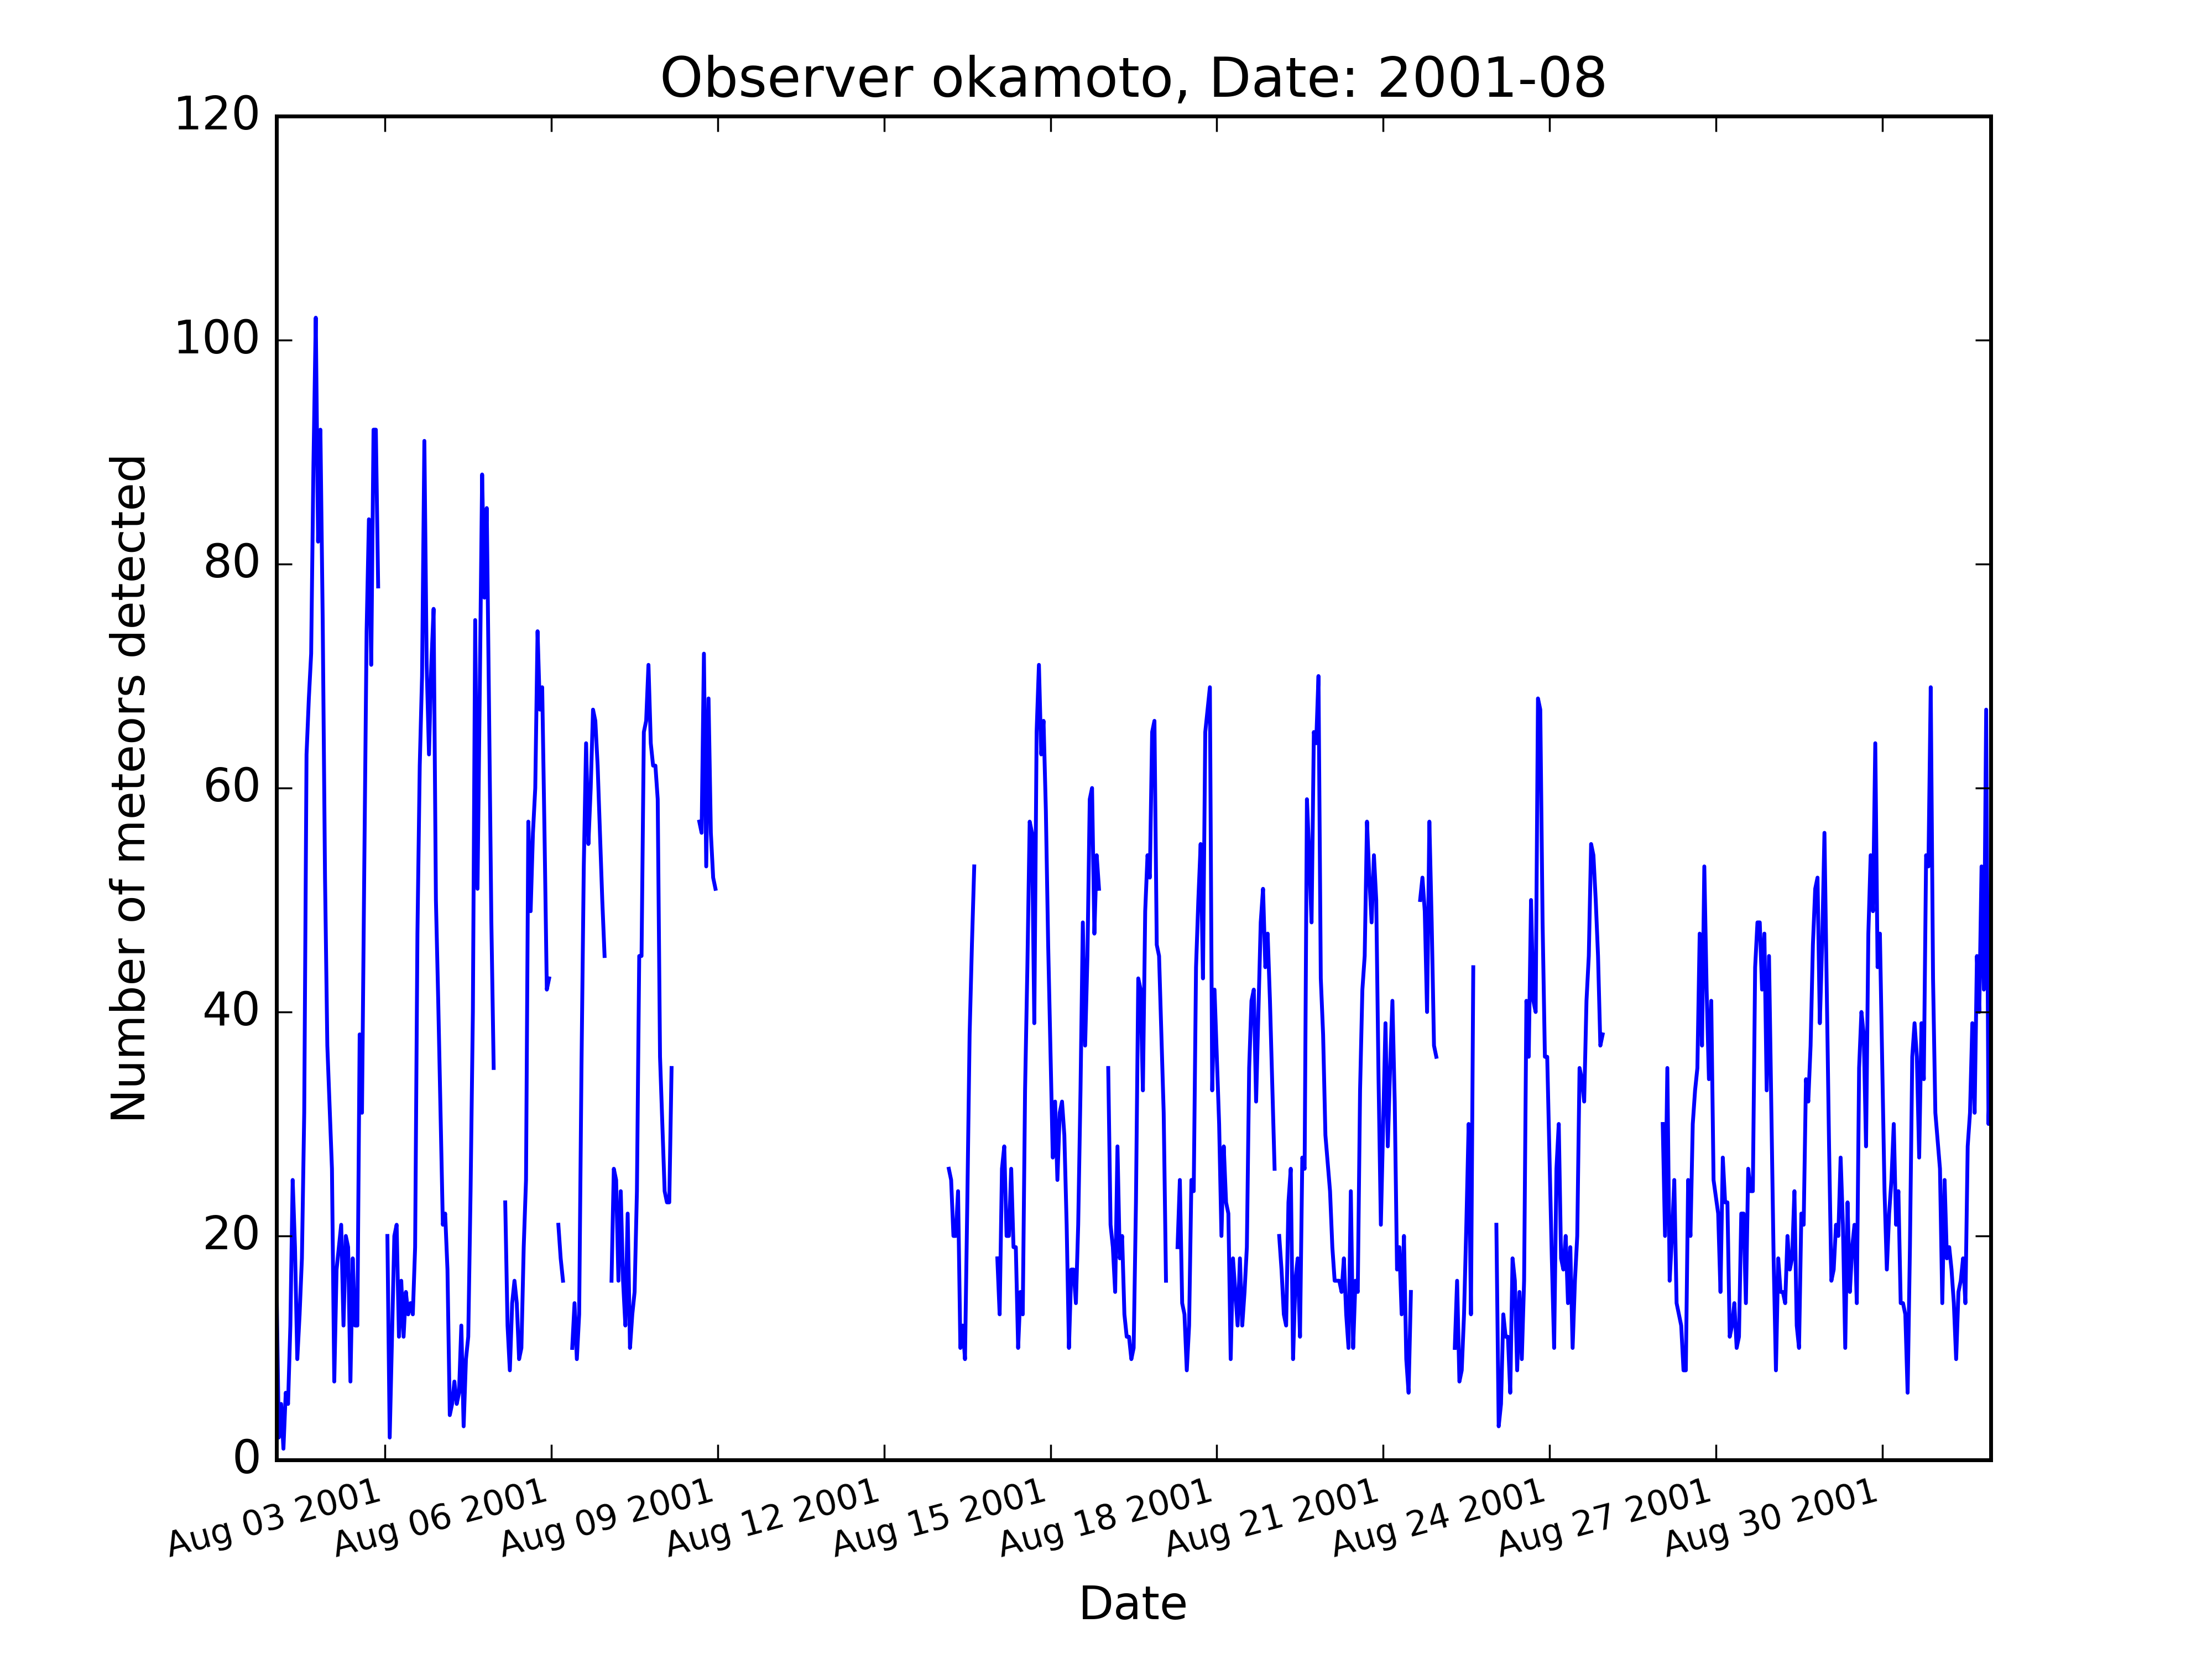 Observer okamoto, Date: 2001-08
120
100
80
60
40
20
0
Number of meteors detected
Aug 03 2001
Aug 06 2001
Aug 09 2001
Aug 12 2001
Aug 15 2001
Aug 18 2001
Aug 21 2001
Aug 24 2001
Aug 27 2001
Aug 30 2001
Date